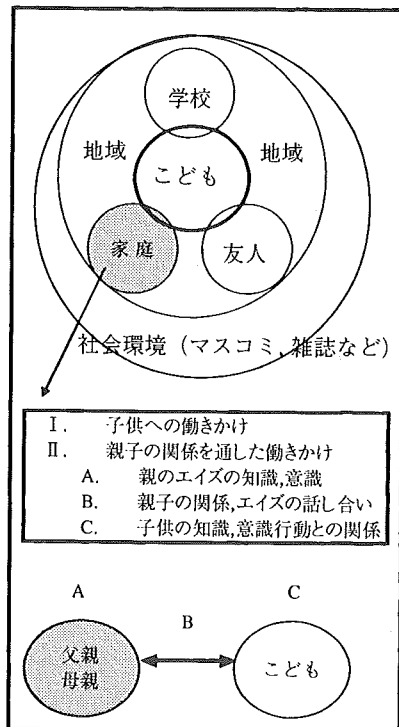 学校
地域
地域
こども
家庭
友人
社会環境（マスコミ,雑誌など）
I. 子供への働きかけ
II. 親子の関係を通した働きかけ
A. 親のエイズの知識,意識
B. 親子の関係,エイズの話し合い
C. 子供の知識,意識行動との関係
A
C
B
父親
母親
こども